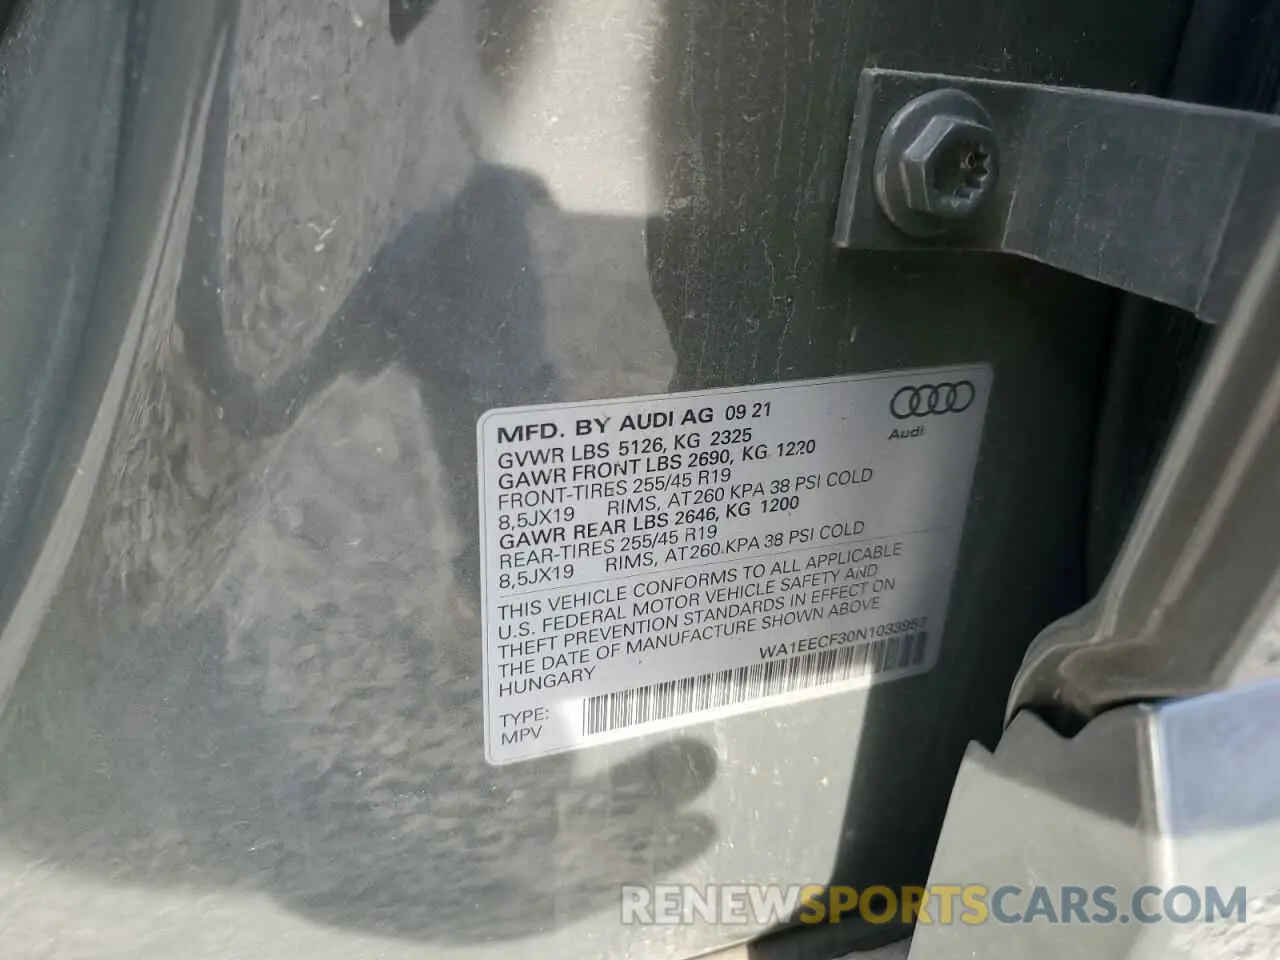 MFD. BY AUDI AG 09 21
Audi
GVWR LBS 5126, KG 2325
GAWR FRONT LBS 2690, KG 1220
FRONT-TIRES 255/45 R19
8,5JX19 RIMS, AT260 KPA 38 PSI COLD
GAWR REAR LBS 2646, KG 1200
REAR-TIRES 255/45 R19
8,5JX19 RIMS, AT260 KPA 38 PSI COLD
THIS VEHICLE CONFORMS TO ALL APPLICABLE
U.S. FEDERAL MOTOR VEHICLE SAFETY AND
THEFT PREVENTION STANDARDS IN EFFECT ON
THE DATE OF MANUFACTURE SHOWN ABOVE
HUNGARY
WA1EECF30N1033967
TYPE:
MPV
RENEWSPORTSCARS.COM